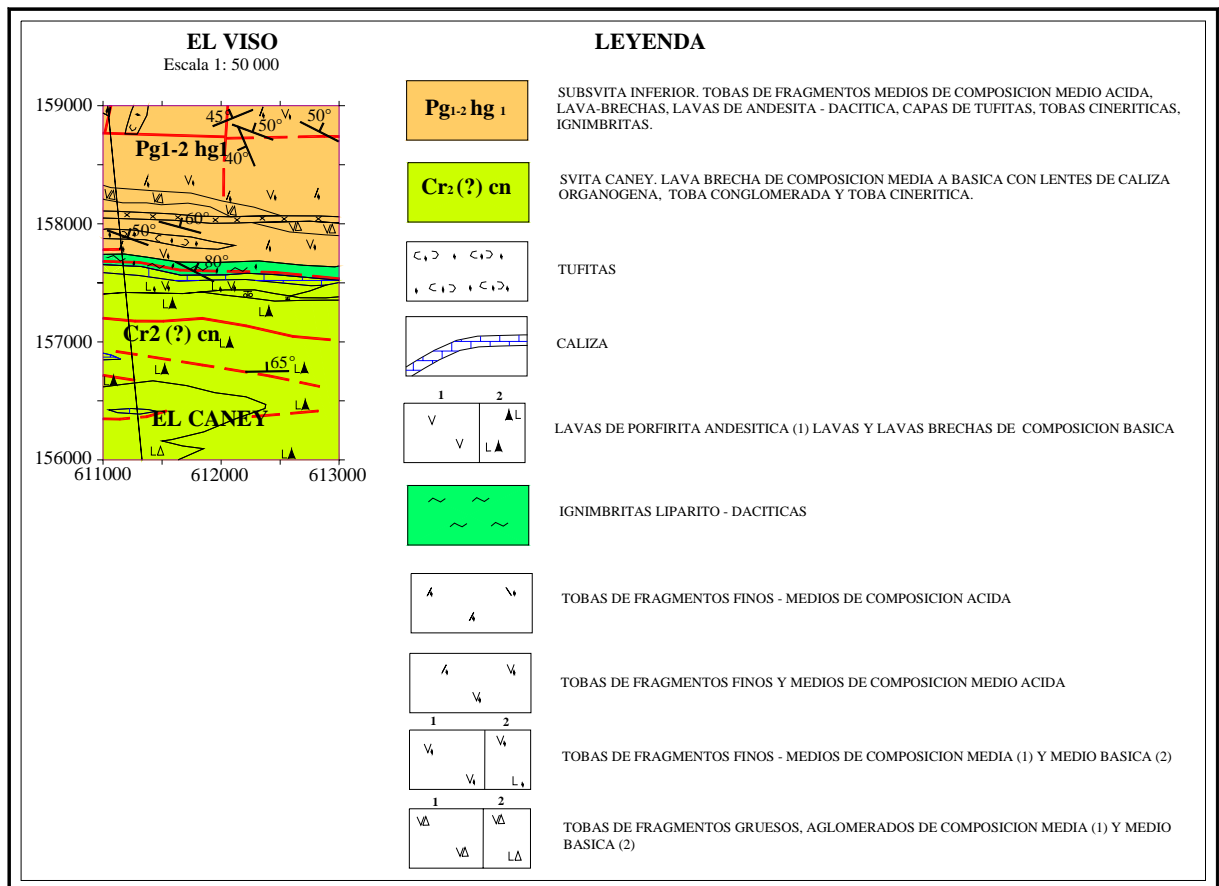 EL VISO
Escala 1: 50 000
159000
158000
157000
156000
611000
612000
613000
45°
50°
50°
Pg1-2 hg1
40°
60°
50°
80°
Cr2 (?) cn
65°
EL CANEY
LEYENDA
Pg1-2 hg 1
SUBSVITA INFERIOR. TOBAS DE FRAGMENTOS MEDIOS DE COMPOSICION MEDIO ACIDA,
LAVA-BRECHAS, LAVAS DE ANDESITA - DACITICA, CAPAS DE TUFITAS, TOBAS CINERITICAS,
IGNIMBRITAS.
Cr2 (?) cn
SVITA CANEY. LAVA BRECHA DE COMPOSICION MEDIA A BASICA CON LENTES DE CALIZA
ORGANOGENA, TOBA CONGLOMERADA Y TOBA CINERITICA.
TUFITAS
CALIZA
1 2
LAVAS DE PORFIRITA ANDESITICA (1) LAVAS Y LAVAS BRECHAS DE COMPOSICION BASICA
IGNIMBRITAS LIPARITO - DACITICAS
TOBAS DE FRAGMENTOS FINOS - MEDIOS DE COMPOSICION ACIDA
TOBAS DE FRAGMENTOS FINOS Y MEDIOS DE COMPOSICION MEDIO ACIDA
1 2
TOBAS DE FRAGMENTOS FINOS - MEDIOS DE COMPOSICION MEDIA (1) Y MEDIO BASICA (2)
1 2
TOBAS DE FRAGMENTOS GRUESOS, AGLOMERADOS DE COMPOSICION MEDIA (1) Y MEDIO
BASICA (2)